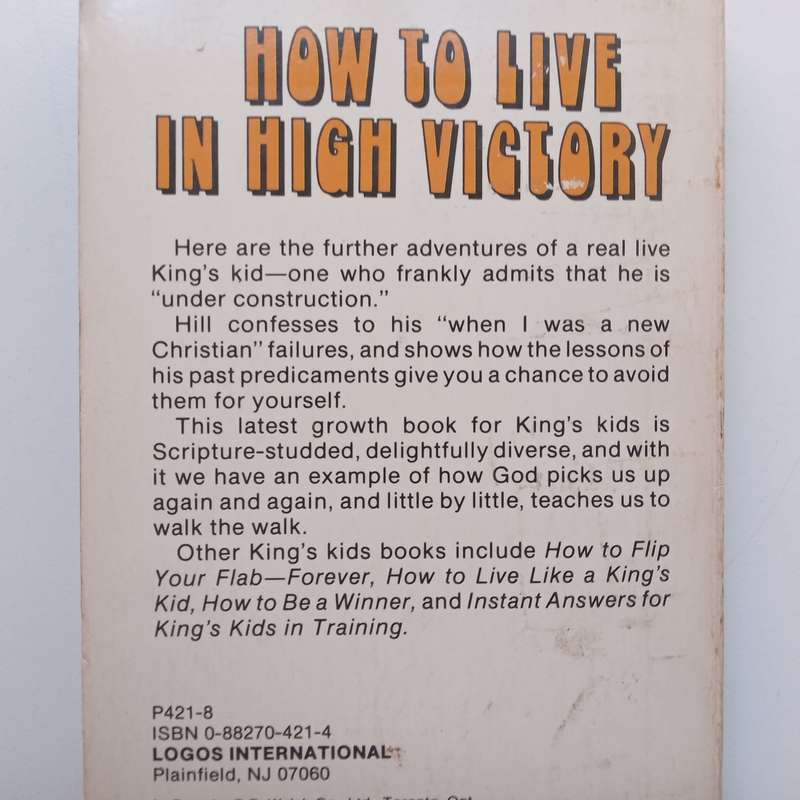 HOW TO LIVE
IN HIGH VICTORY
Here are the further adventures of a real live
King's kid—one who frankly admits that he is
"under construction."
Hill confesses to his "when I was a new
Christian" failures, and shows how the lessons of
his past predicaments give you a chance to avoid
them for yourself.
This latest growth book for King's kids is
Scripture-studded, delightfully diverse, and with
it we have an example of how God picks us up
again and again, and little by little, teaches us to
walk the walk.
Other King's kids books include How to Flip
Your Flab—Forever, How to Live Like a King's
Kid, How to Be a Winner, and Instant Answers for
King's Kids in Training.
P421-8
ISBN 0-88270-421-4
LOGOS INTERNATIONAL
Plainfield, NJ 07060